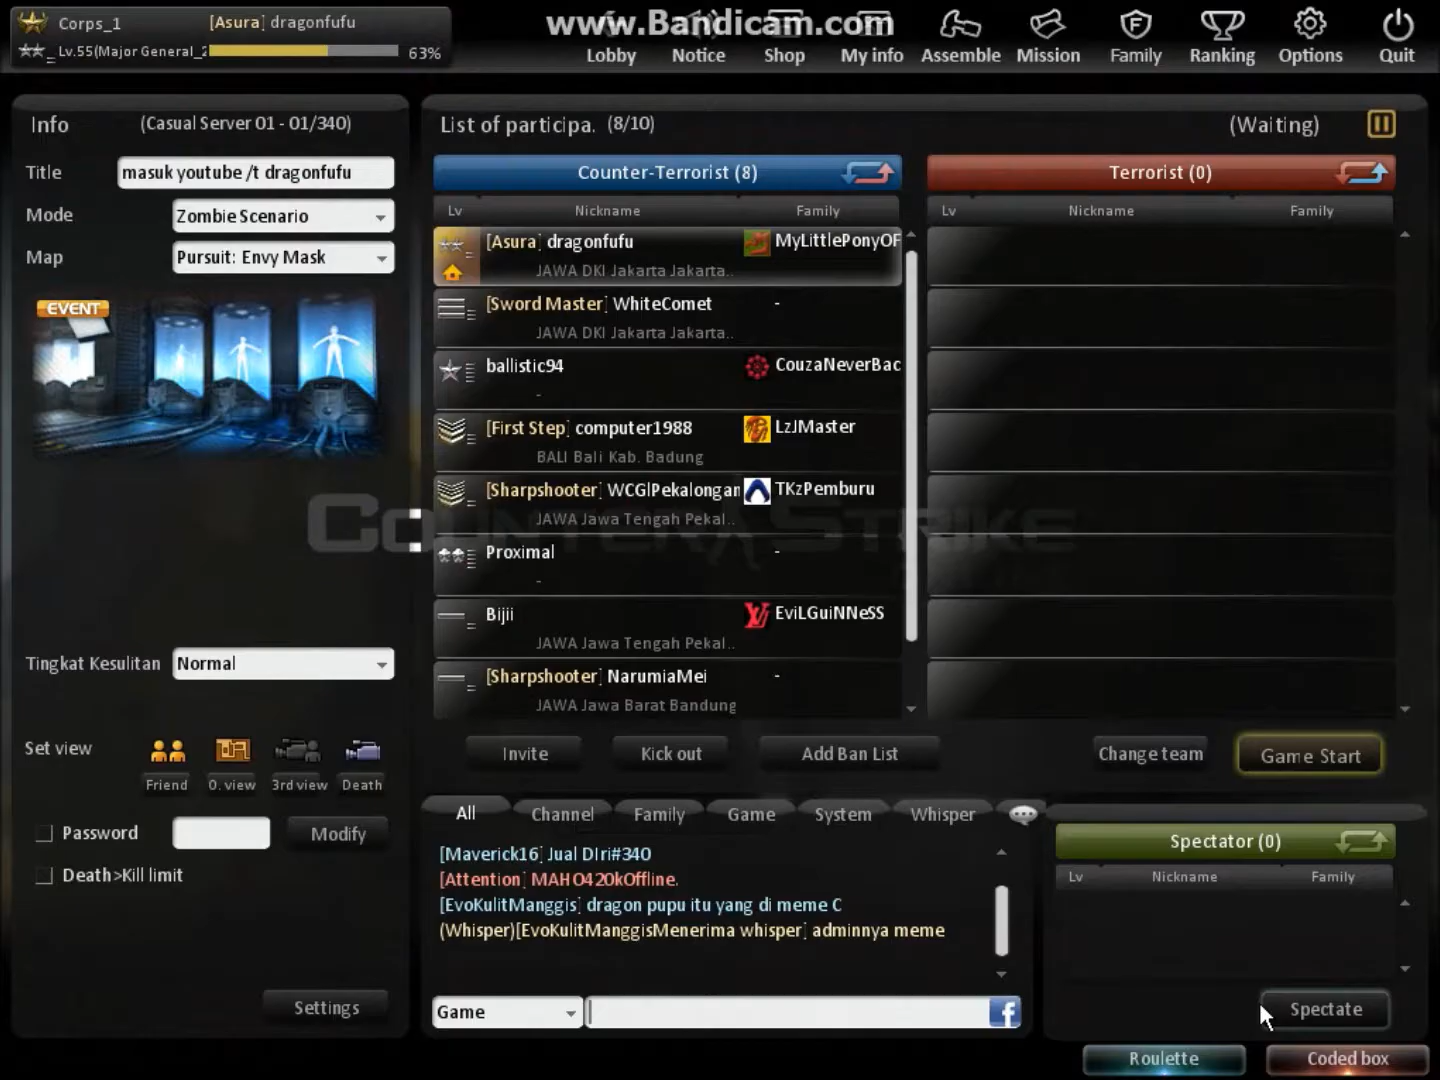 www.Bandicam.com
Corps_1
[Asura] dragonfufu
Lv.55(Major General_2
63%
Lobby
Notice
Shop
My info
Assemble
Mission
Family
Ranking
Options
Quit
Info
(Casual Server 01 - 01/340)
Title
masuk youtube /t dragonfufu
Mode
Zombie Scenario
Map
Pursuit: Envy Mask
EVENT
Tingkat Kesulitan
Normal
Set view
Friend
O. view
3rd view
Death
Password
Modify
Death>Kill limit
Settings
List of participa. (8/10)
(Waiting)
Counter-Terrorist (8)
Lv
Nickname
Family
[Asura] dragonfufu
MyLittlePonyOF
JAWA DKI Jakarta Jakarta..
[Sword Master] WhiteComet
-
JAWA DKI Jakarta Jakarta..
ballistic94
CouzaNeverBac
-
[First Step] computer1988
LzJMaster
BALI Bali Kab. Badung
[Sharpshooter] WCGlPekalongan
TKzPemburu
JAWA Jawa Tengah Pekal..
Proximal
-
-
Bijii
EviLGuiNNeSS
JAWA Jawa Tengah Pekal..
[Sharpshooter] NarumiaMei
-
JAWA Jawa Barat Bandung
Terrorist (0)
Lv
Nickname
Family
Counter Strike
Invite
Kick out
Add Ban List
Change team
Game Start
All
Channel
Family
Game
System
Whisper
[Maverick16] Jual DIri#340
[Attention] MAHO420kOffline.
[EvoKulitManggis] dragon pupu itu yang di meme C
(Whisper)[EvoKulitManggisMenerima whisper] adminnya meme
Game
f
Spectator (0)
Lv
Nickname
Family
Spectate
Roulette
Coded box